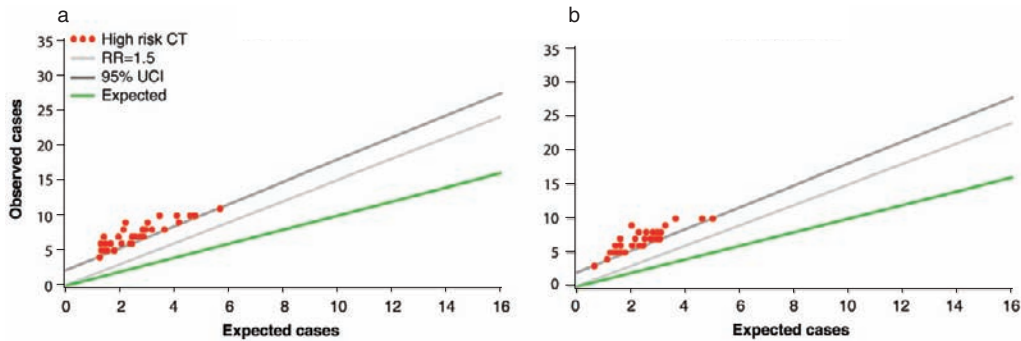 a
b
High risk CT
RR=1.5
95% UCI
Expected
Observed cases
35
30
25
20
15
10
5
0
0 2 4 6 8 10 12 14 16
Expected cases
35
30
25
20
15
10
5
0
0 2 4 6 8 10 12 14 16
Expected cases